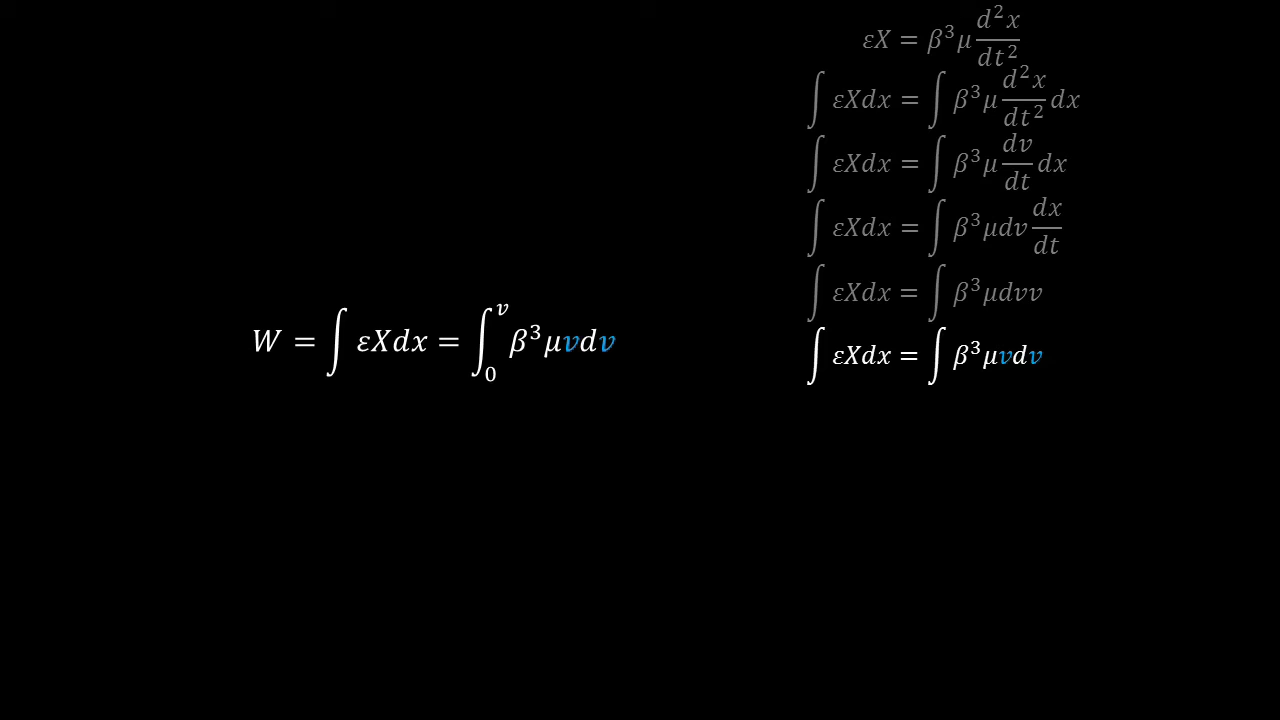 εX = β³μ d²x/dt²
∫ εXdx = ∫ β³μ d²x/dt² dx
∫ εXdx = ∫ β³μ dv/dt dx
∫ εXdx = ∫ β³μdv dx/dt
∫ εXdx = ∫ β³μdvv
W = ∫ εXdx = ∫₀ᵛ β³μvdv
∫ εXdx = ∫ β³μvdv